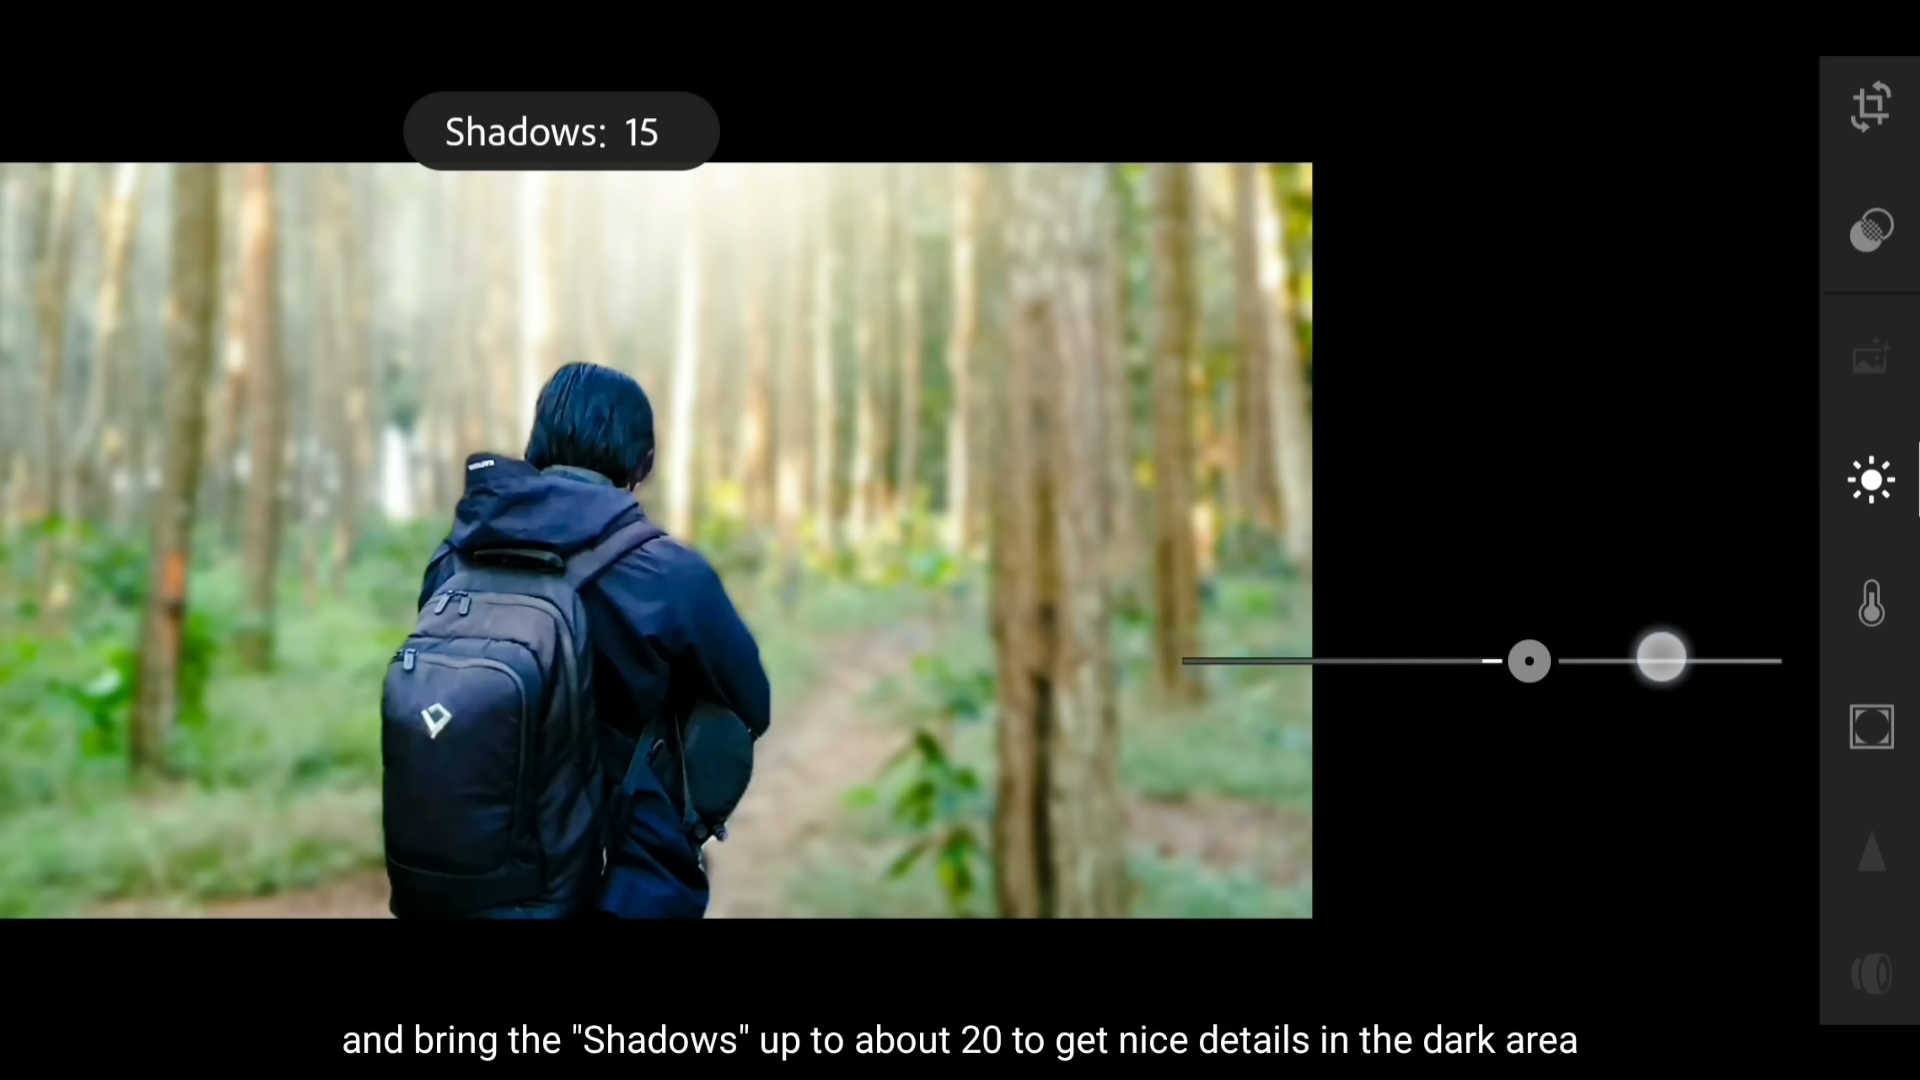 Shadows: 15
and bring the "Shadows" up to about 20 to get nice details in the dark area